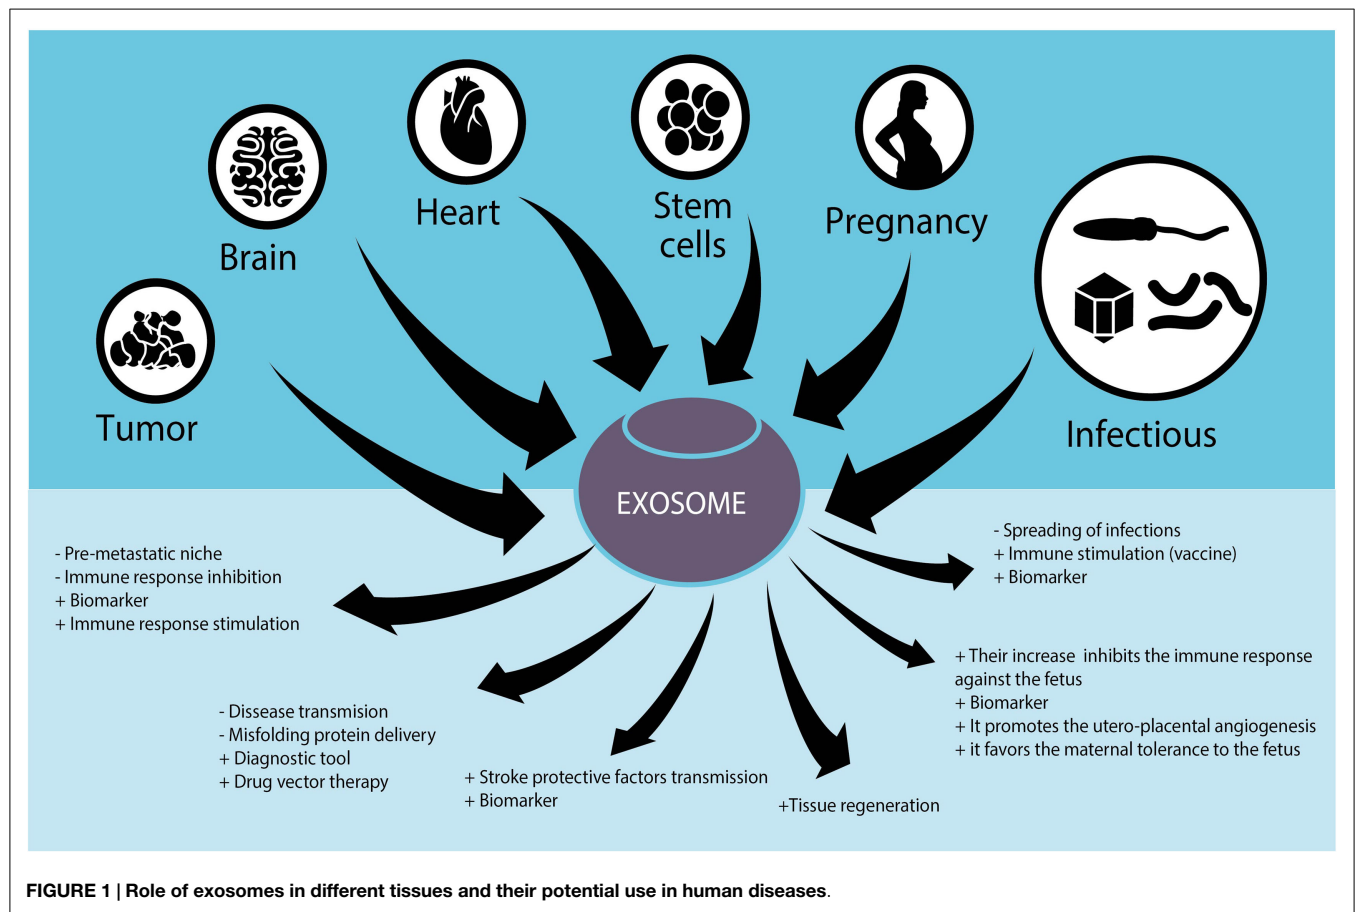 Heart
Stem
cells
Pregnancy
Brain
Tumor
Infectious
EXOSOME
- Pre-metastatic niche
- Immune response inhibition
+ Biomarker
+ Immune response stimulation
- Dissease transmision
- Misfolding protein delivery
+ Diagnostic tool
+ Drug vector therapy
+ Stroke protective factors transmission
+ Biomarker
+Tissue regeneration
+ Their increase inhibits the immune response
against the fetus
+ Biomarker
+ It promotes the utero-placental angiogenesis
+ it favors the maternal tolerance to the fetus
- Spreading of infections
+ Immune stimulation (vaccine)
+ Biomarker
FIGURE 1 | Role of exosomes in different tissues and their potential use in human diseases.